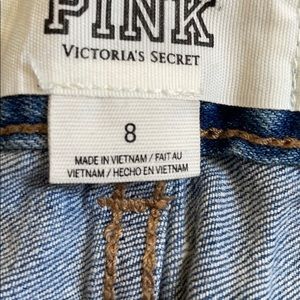 PINK
VICTORIA'S SECRET
8
MADE IN VIETNAM / FAIT AU
VIETNAM / HECHO EN VIETNAM